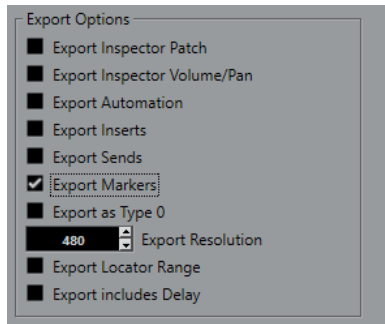 Export Options
Export Inspector Patch
Export Inspector Volume/Pan
Export Automation
Export Inserts
Export Sends
Export Markers
Export as Type 0
480 Export Resolution
Export Locator Range
Export includes Delay